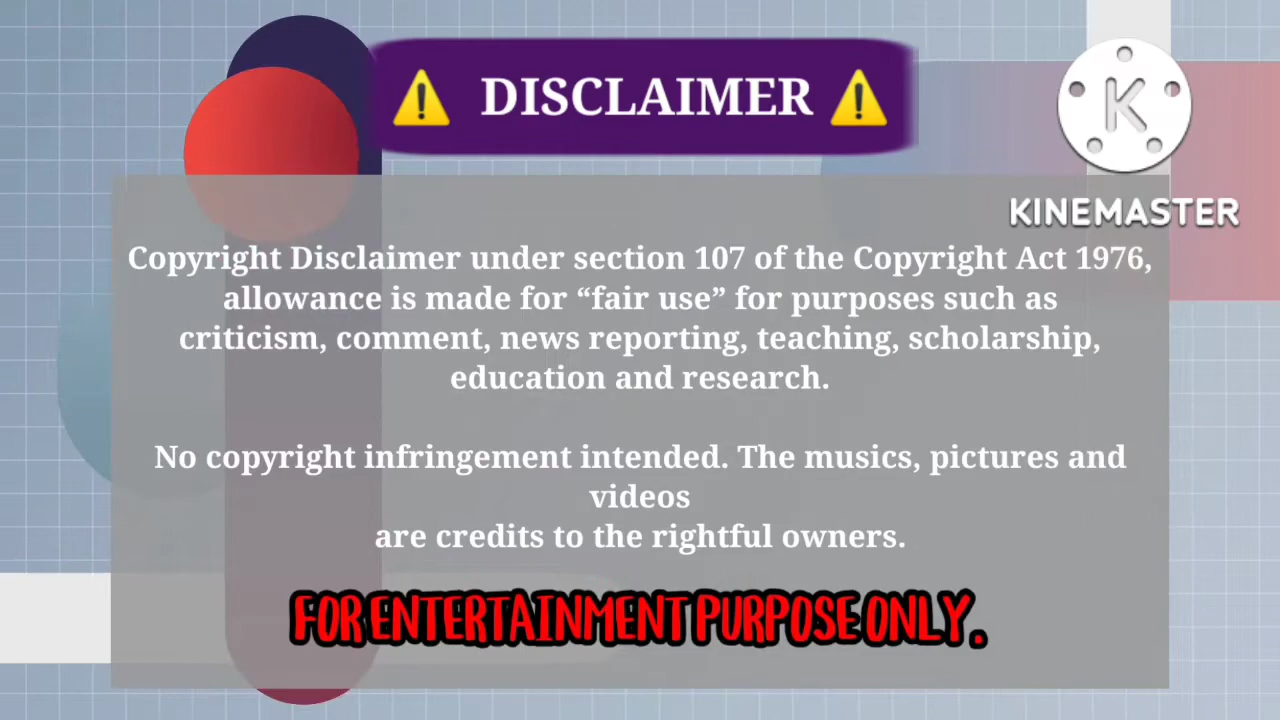 ⚠️ DISCLAIMER ⚠️
K
KINEMASTER
Copyright Disclaimer under section 107 of the Copyright Act 1976,
allowance is made for “fair use” for purposes such as
criticism, comment, news reporting, teaching, scholarship,
education and research.
No copyright infringement intended. The musics, pictures and
videos
are credits to the rightful owners.
FOR ENTERTAINMENT PURPOSE ONLY.